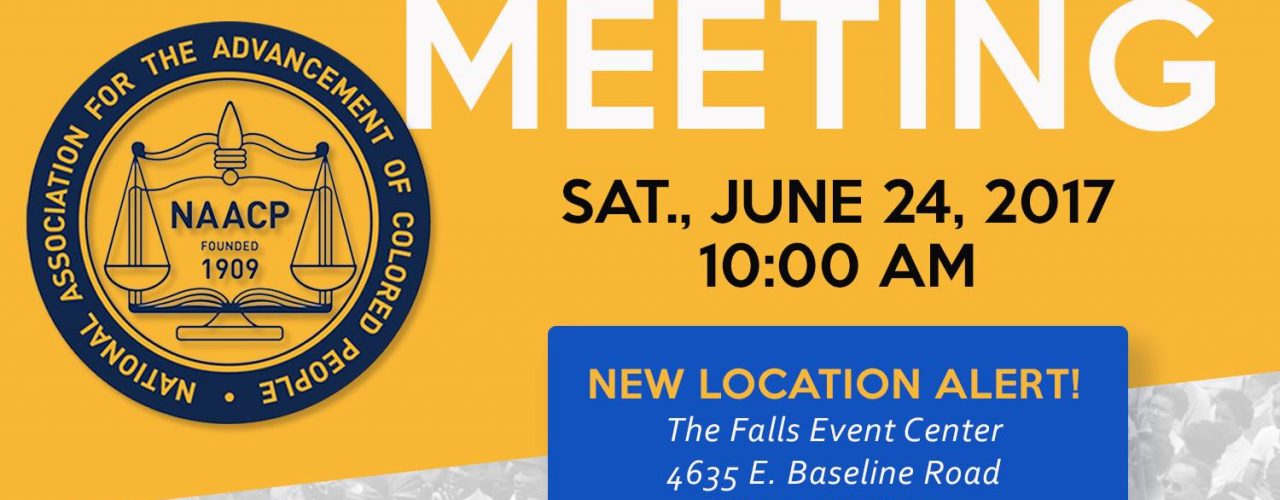 MEETING
NATIONAL ASSOCIATION FOR THE ADVANCEMENT OF COLORED PEOPLE •
NAACP
FOUNDED
1909
SAT., JUNE 24, 2017
10:00 AM
NEW LOCATION ALERT!
The Falls Event Center
4635 E. Baseline Road